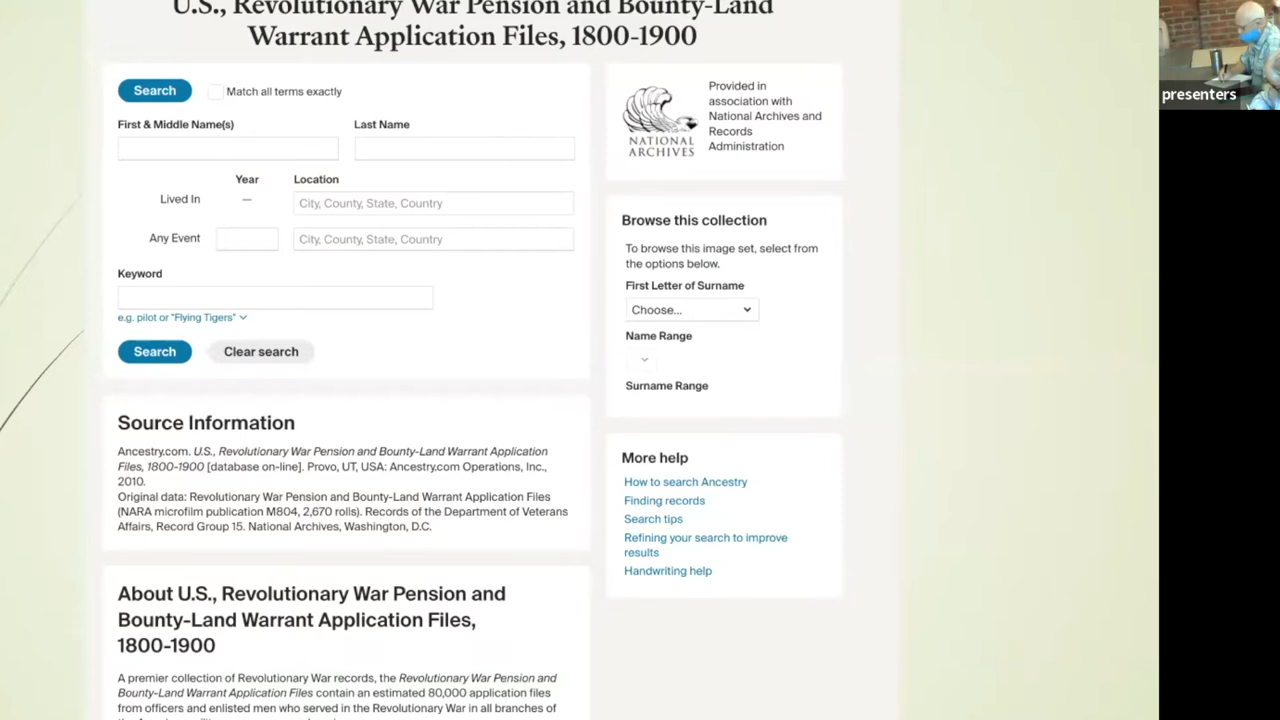 U.S., Revolutionary War Pension and Bounty-Land
Warrant Application Files, 1800-1900
Search
Match all terms exactly
First & Middle Name(s)
Last Name
Year
Location
Lived In
—
City, County, State, Country
Any Event
City, County, State, Country
Keyword
e.g. pilot or "Flying Tigers"
Search
Clear search
Source Information
Ancestry.com. U.S., Revolutionary War Pension and Bounty-Land Warrant Application
Files, 1800-1900 [database on-line]. Provo, UT, USA: Ancestry.com Operations, Inc.,
2010.
Original data: Revolutionary War Pension and Bounty-Land Warrant Application Files
(NARA microfilm publication M804, 2,670 rolls). Records of the Department of Veterans
Affairs, Record Group 15. National Archives, Washington, D.C.
About U.S., Revolutionary War Pension and
Bounty-Land Warrant Application Files,
1800-1900
A premier collection of Revolutionary War records, the Revolutionary War Pension and
Bounty-Land Warrant Application Files contain an estimated 80,000 application files
from officers and enlisted men who served in the Revolutionary War in all branches of
NATIONAL
ARCHIVES
Provided in
association with
National Archives and
Records
Administration
Browse this collection
To browse this image set, select from
the options below.
First Letter of Surname
Choose...
Name Range
Surname Range
More help
How to search Ancestry
Finding records
Search tips
Refining your search to improve
results
Handwriting help
presenters